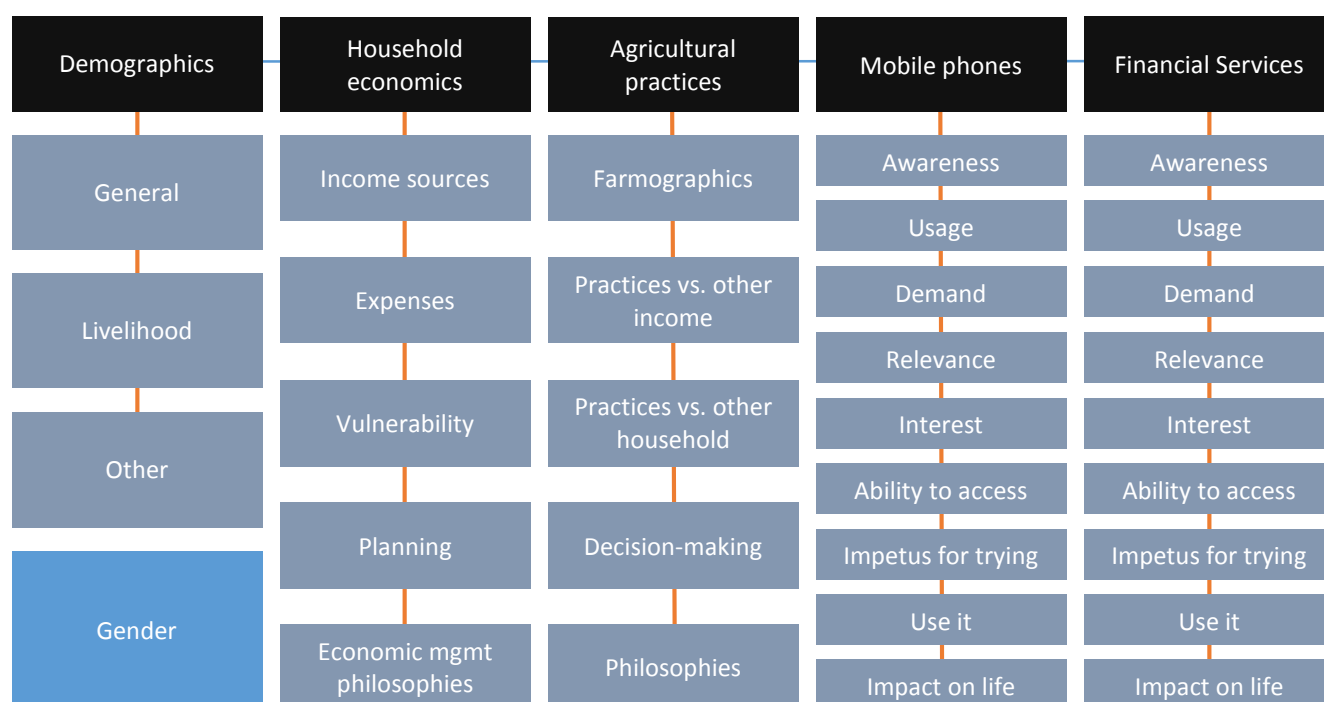 Demographics
General
Livelihood
Other
Gender
Household
economics
Income sources
Expenses
Vulnerability
Planning
Economic mgmt
philosophies
Agricultural
practices
Farmographics
Practices vs. other
income
Practices vs. other
household
Decision-making
Philosophies
Mobile phones
Awareness
Usage
Demand
Relevance
Interest
Ability to access
Impetus for trying
Use it
Impact on life
Financial Services
Awareness
Usage
Demand
Relevance
Interest
Ability to access
Impetus for trying
Use it
Impact on life